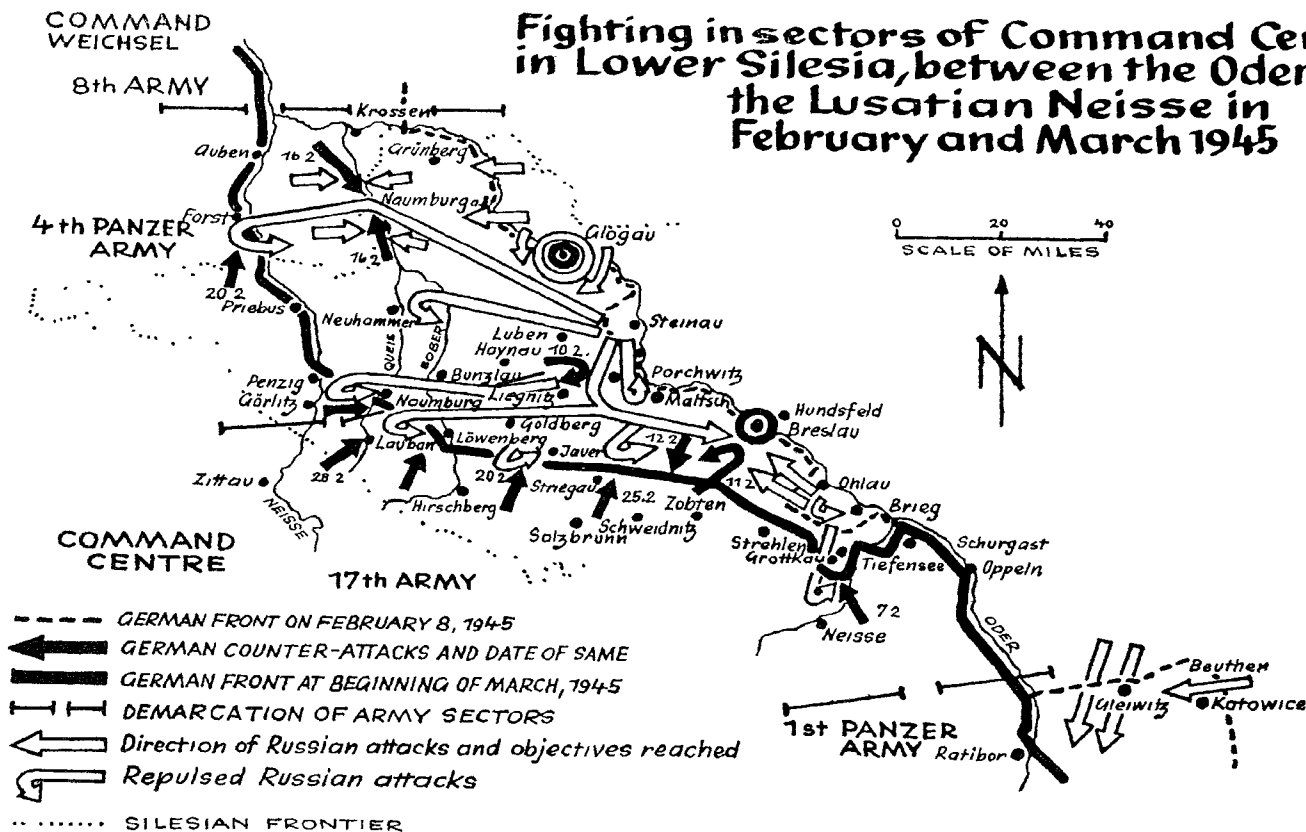 Fighting in sectors of Command Cen
in Lower Silesia, between the Oder
the Lusatian Neisse in
February and March 1945
COMMAND
WEICHSEL
8th ARMY
Krossen
Grünberg
Auben
16 2
Naumburg a.
Forst
4th PANZER
ARMY
Glögau
0 20 40
SCALE OF MILES
16 2
20 2
Priebus
Neuhammer
Steinau
N
Luben
Haynau
10 2.
QUEIS
BOBER
Bunzlau
Porchwitz
Penzig
Görlitz
Naumburg
Liegnitz
Maltsch
Hundsfeld
Breslau
Goldberg
Löwenberg
Lauban
12 2
Jauer
28 2
20 2
Striegau
25.2
11 2
Ohlau
Zittau
NEISSE
Hirschberg
Zobten
Brieg
Salzbrunn
Schweidnitz
Strehlen
Grottkau
Tiefensee
Schurgast
Oppeln
COMMAND
CENTRE
17th ARMY
7 2
Neisse
ODER
Beuthen
Gleiwitz
Katowice
1st PANZER
ARMY
Ratibor
GERMAN FRONT ON FEBRUARY 8, 1945
GERMAN COUNTER-ATTACKS AND DATE OF SAME
GERMAN FRONT AT BEGINNING OF MARCH, 1945
DEMARCATION OF ARMY SECTORS
Direction of Russian attacks and objectives reached
Repulsed Russian attacks
SILESIAN FRONTIER